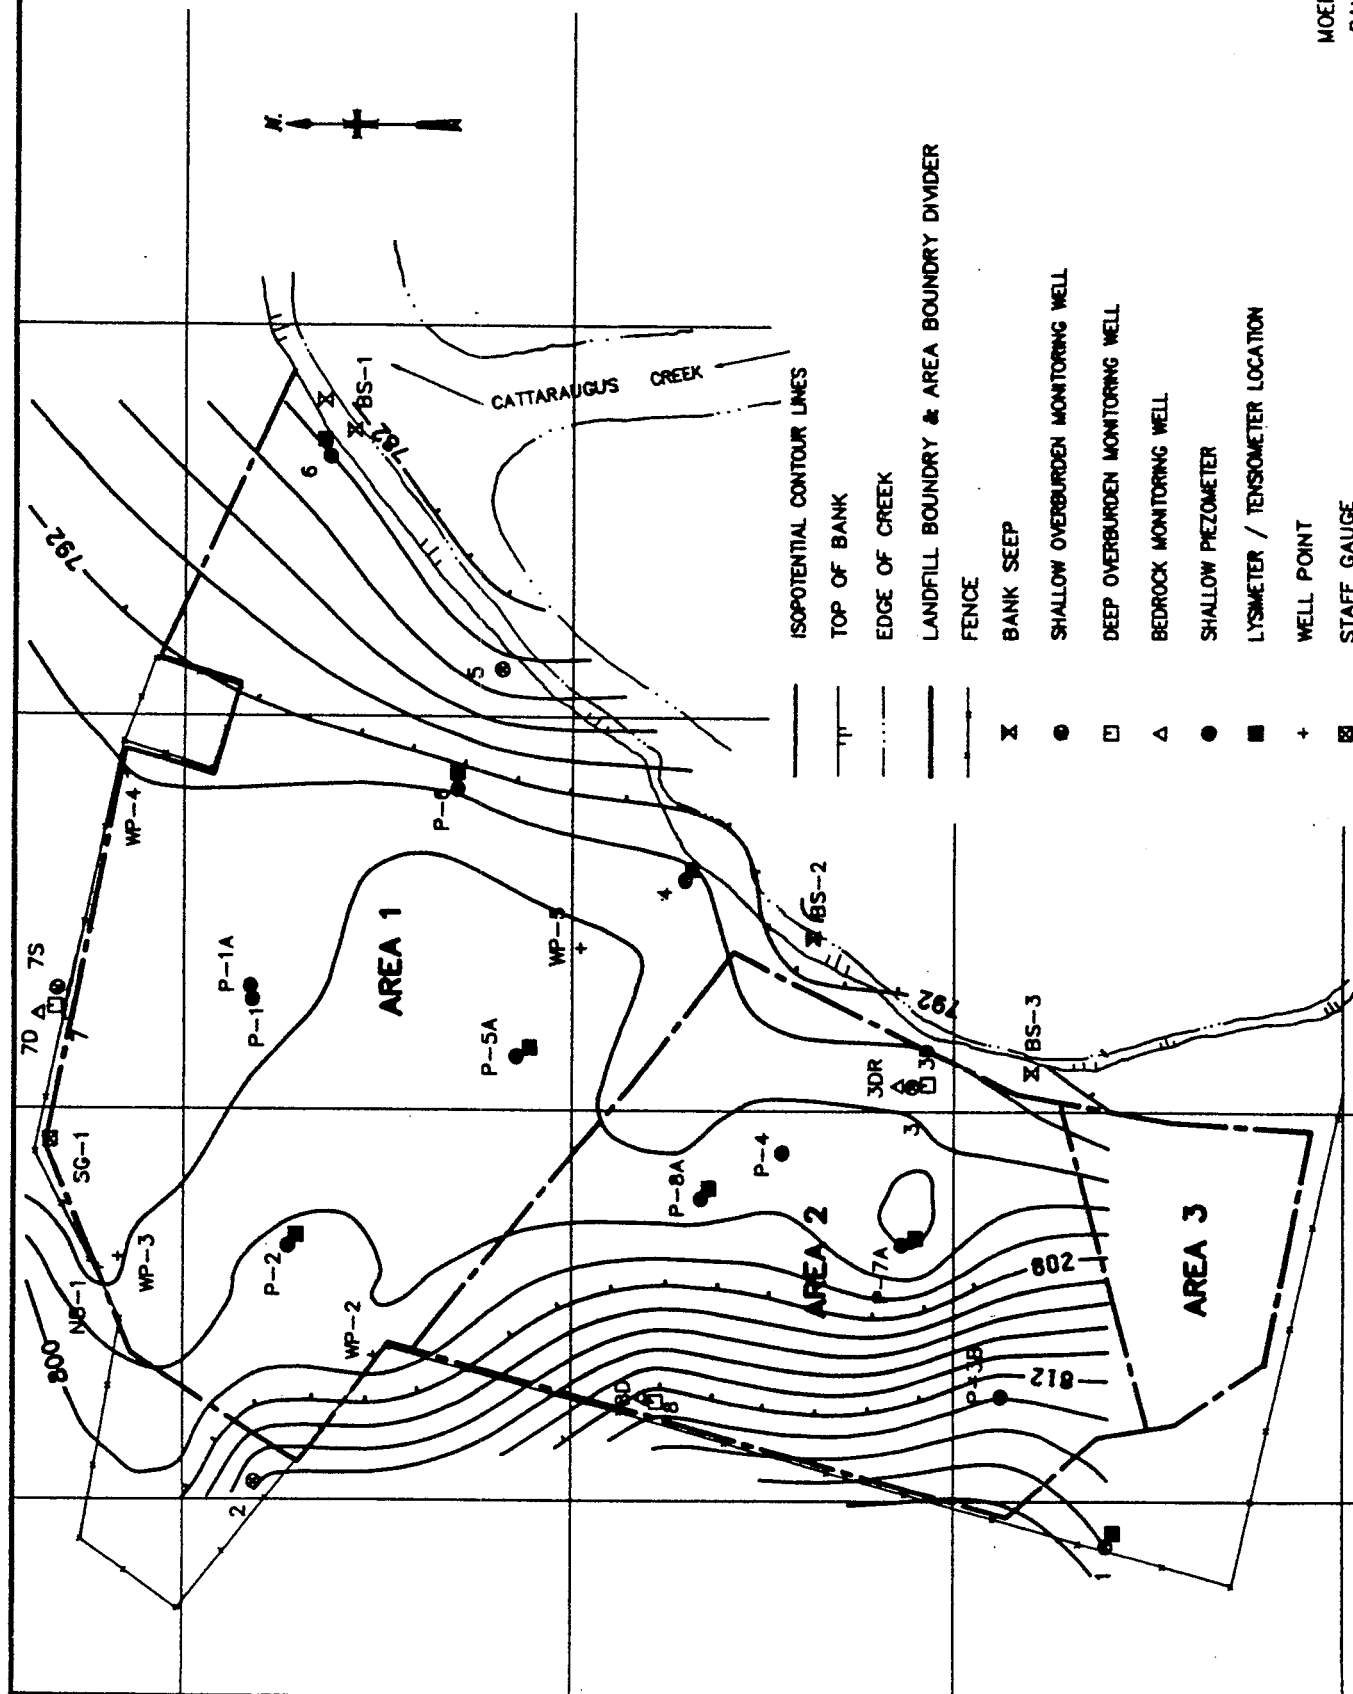 N.
792
BS-1
6
782
CATTARAUGUS CREEK
5
WP-4
P-6
4
7S
7D
7
P-1A
P-1
AREA 1
WP-5
P-5A
SG-1
WP-3
NB-1
800
P-2
WP-2
2
BS-2
792
BS-3
3DR
3
P-4
P-8A
AREA 2
P-7A
802
AREA 3
812
8D
8
1
ISOPOTENTIAL CONTOUR LINES
TOP OF BANK
EDGE OF CREEK
LANDFILL BOUNDRY & AREA BOUNDRY DIVIDER
FENCE
BANK SEEP
SHALLOW OVERBURDEN MONITORING WELL
DEEP OVERBURDEN MONITORING WELL
BEDROCK MONITORING WELL
SHALLOW PIEZOMETER
LYSIMETER / TENSIOMETER LOCATION
WELL POINT
STAFF GAUGE